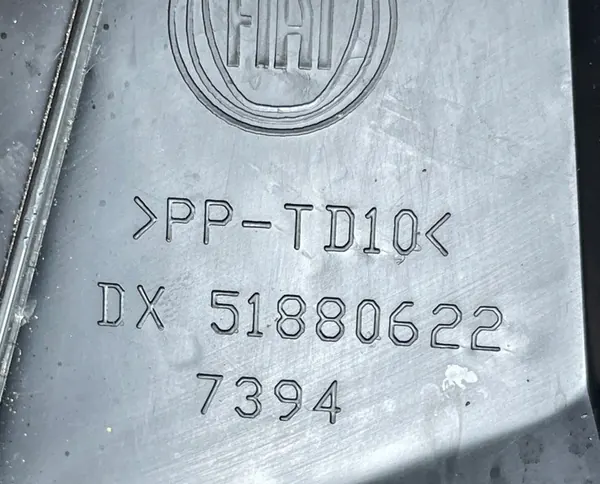 FIAT
>PP-TD10<
DX 51880622
7394